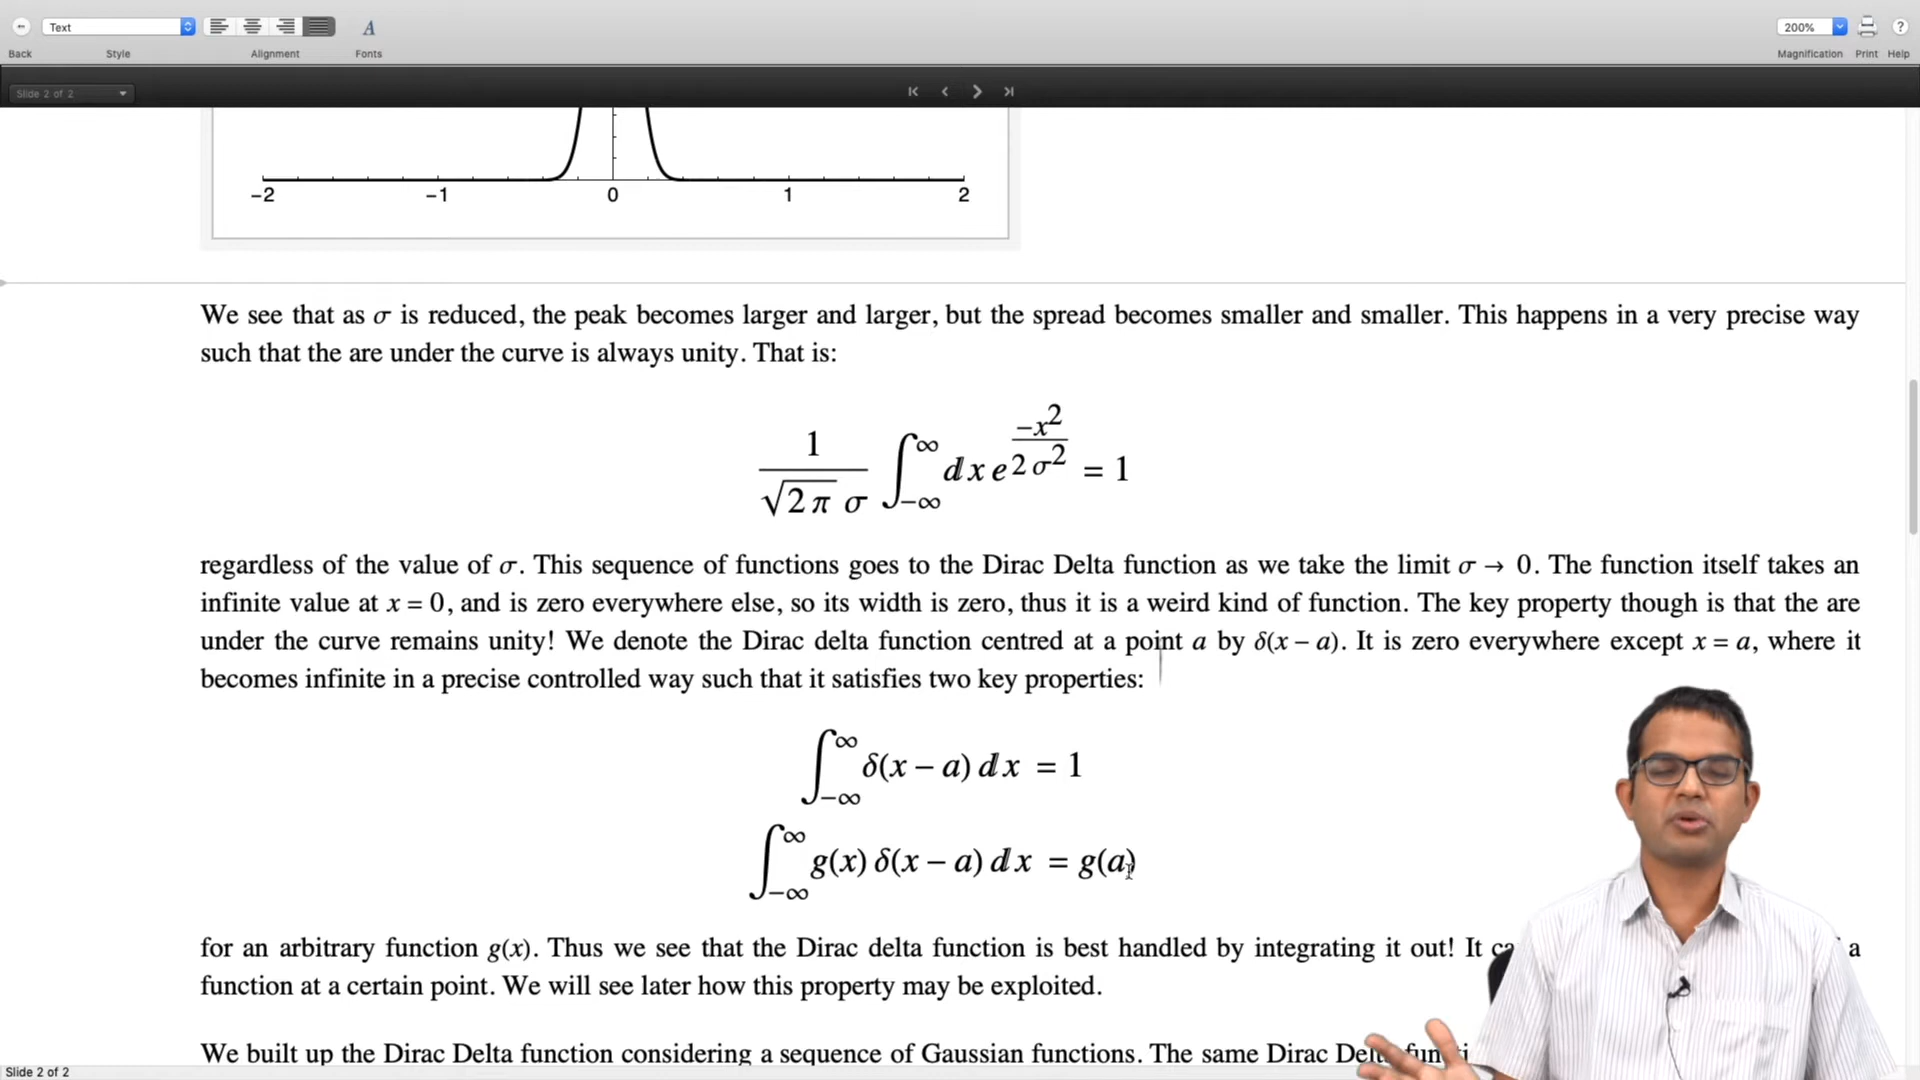 Text
200%
Back Style Alignment Fonts Magnification Print Help
Slide 2 of 2
-2 -1 0 1 2
We see that as σ is reduced, the peak becomes larger and larger, but the spread becomes smaller and smaller. This happens in a very precise way
such that the are under the curve is always unity. That is:
1/(√(2π) σ) ∫_{-∞}^{∞} dx e^{-x^2/(2σ^2)} = 1
regardless of the value of σ. This sequence of functions goes to the Dirac Delta function as we take the limit σ → 0. The function itself takes an
infinite value at x = 0, and is zero everywhere else, so its width is zero, thus it is a weird kind of function. The key property though is that the are
under the curve remains unity! We denote the Dirac delta function centred at a point a by δ(x – a). It is zero everywhere except x = a, where it
becomes infinite in a precise controlled way such that it satisfies two key properties:
∫_{-∞}^{∞} δ(x – a) dx = 1
∫_{-∞}^{∞} g(x) δ(x – a) dx = g(a)
for an arbitrary function g(x). Thus we see that the Dirac delta function is best handled by integrating it out! It a
function at a certain point. We will see later how this property may be exploited.
We built up the Dirac Delta function considering a sequence of Gaussian functions. The same Dirac
Slide 2 of 2